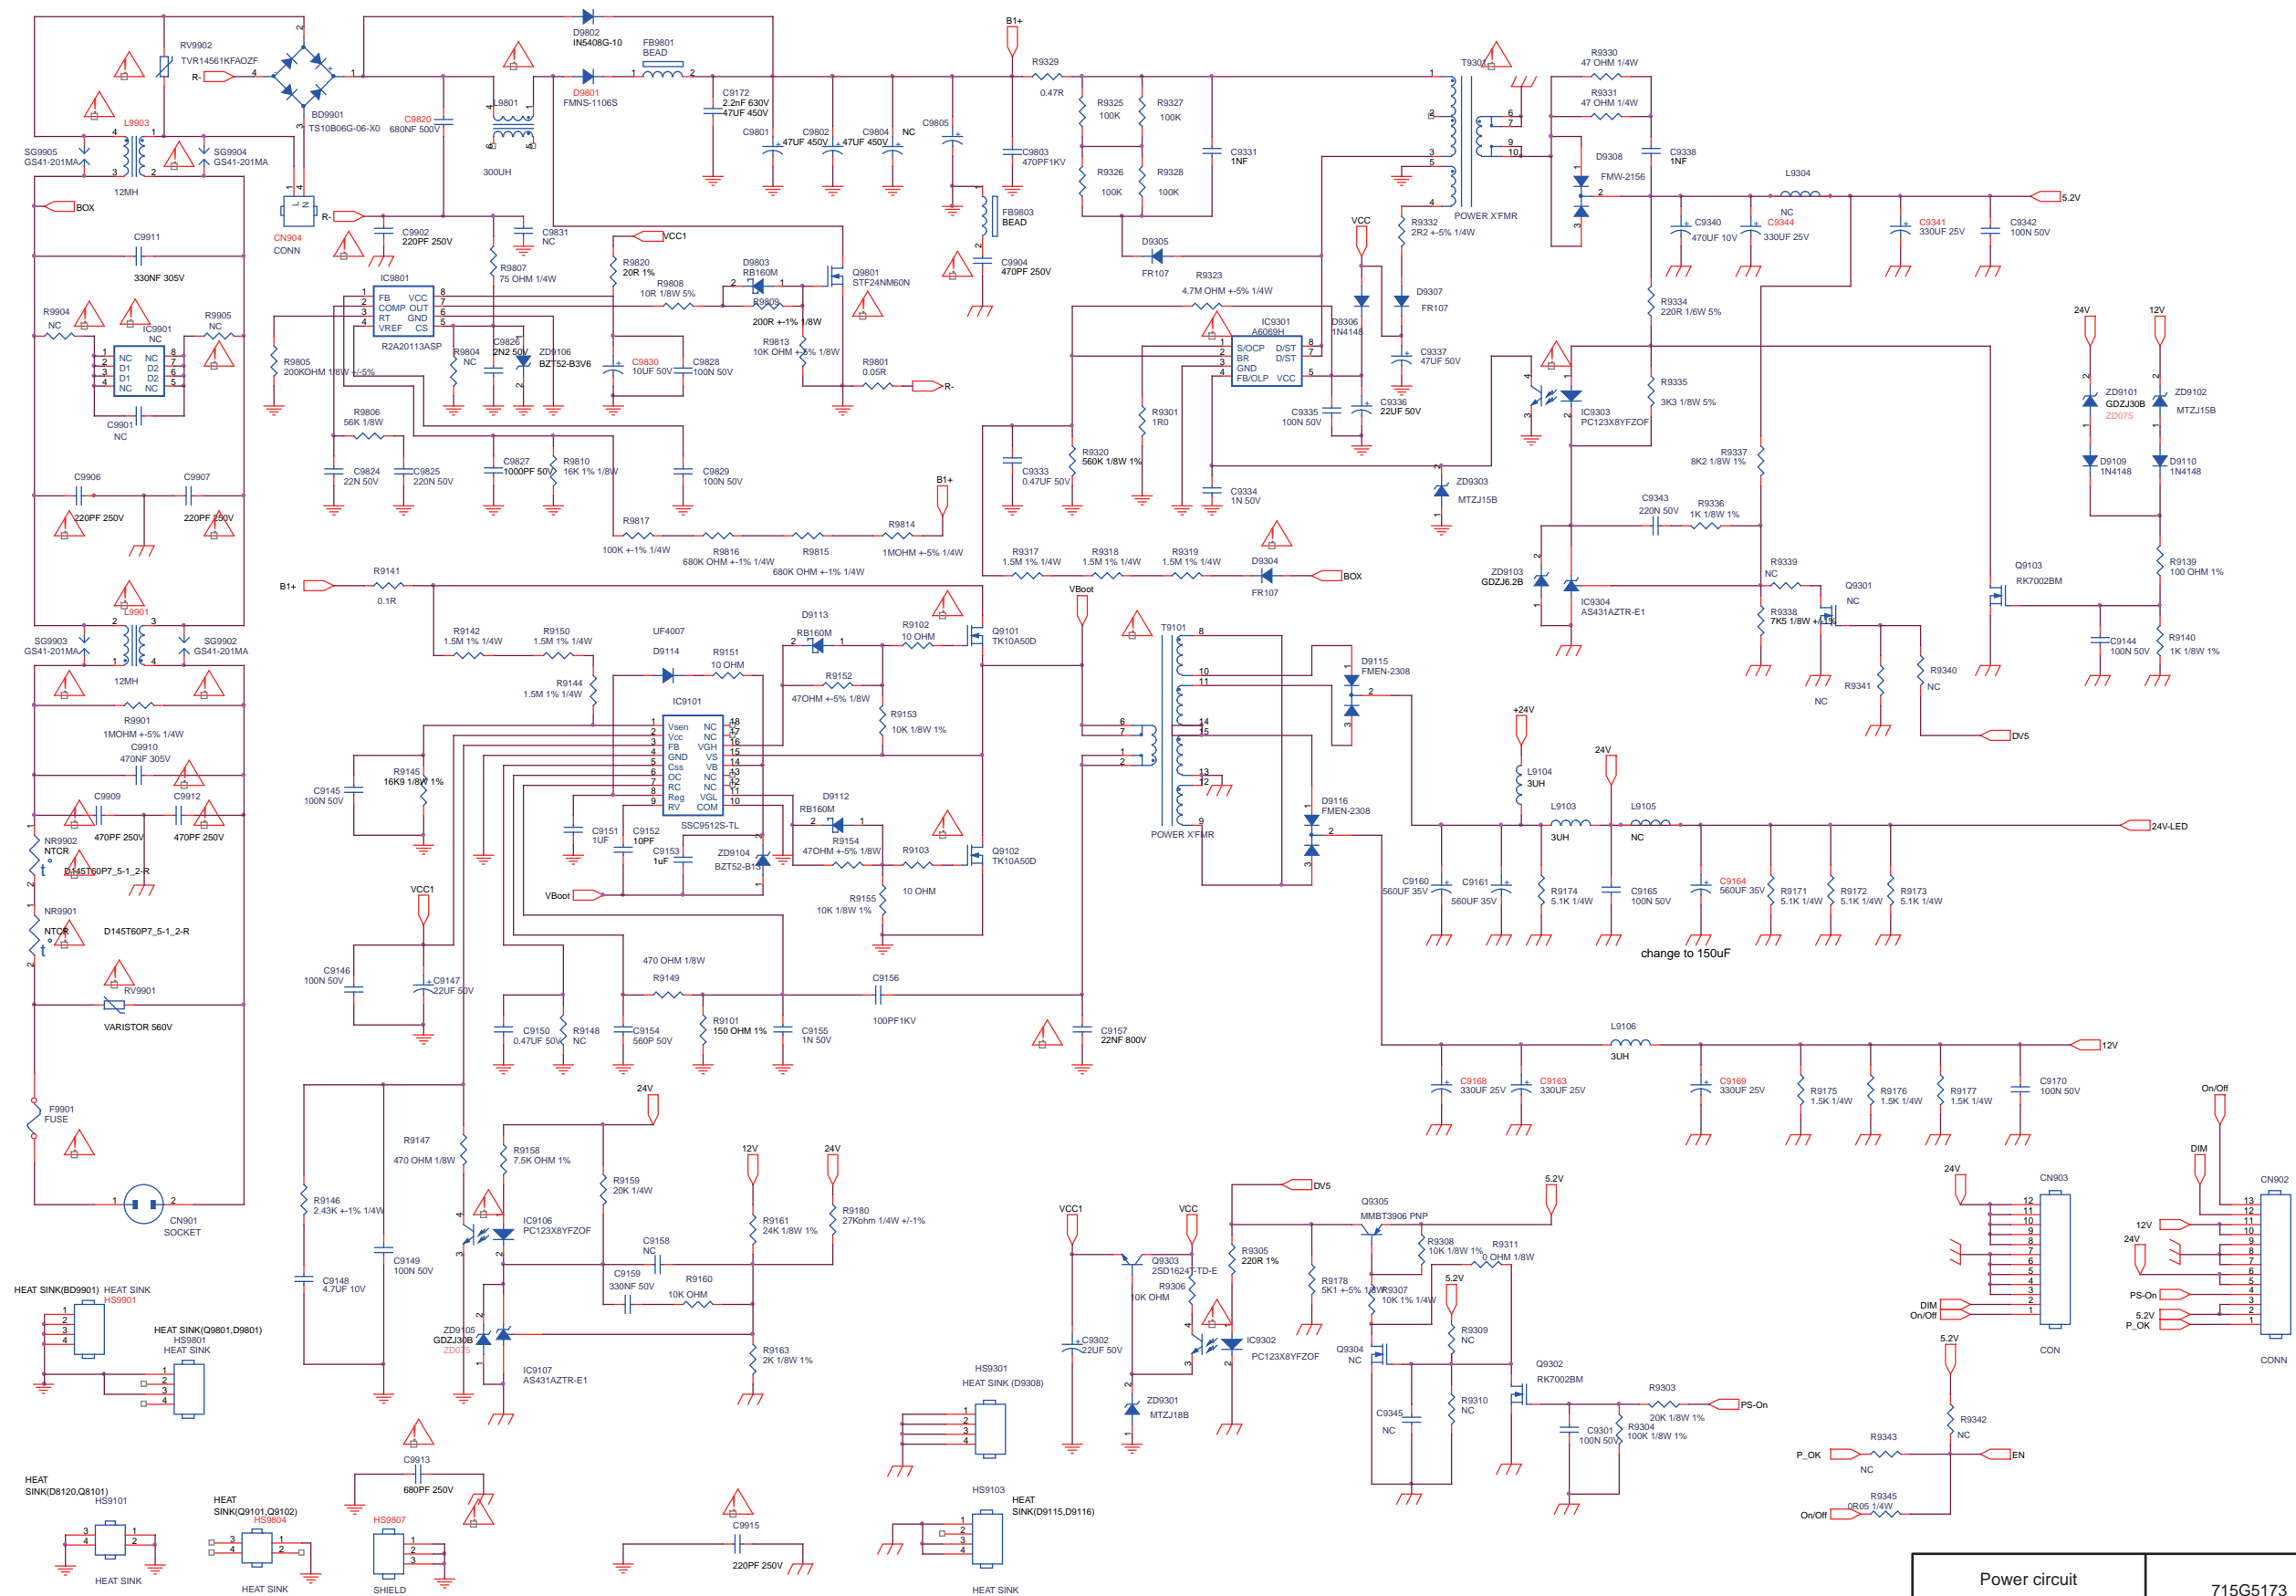 RV9902
TVR14561KFAOZF
R-
BD9901
TS10B06G-06-X0
L9903
12MH
SG9905
GS41-201MA
SG9904
GS41-201MA
BOX
CN904
CONN
R-
C9911
330NF 305V
R9904
NC
R9905
NC
IC9901
NC
C9901
NC
C9906
220PF 250V
C9907
220PF 250V
L9901
12MH
SG9903
GS41-201MA
SG9902
GS41-201MA
R9901
1MOHM +-5% 1/4W
C9910
470NF 305V
C9909
470PF 250V
C9912
470PF 250V
NR9902
NTCR
D145T60P7_5-1_2-R
NR9901
NTCR
D145T60P7_5-1_2-R
RV9901
VARISTOR 560V
F9901
FUSE
CN901
SOCKET
D9802
IN5408G-10
FB9801
BEAD
D9801
FMNS-1106S
L9801
300UH
C9820
680NF 500V
C9172
2.2nF 630V
47UF 450V
C9801
C9802
47UF 450V
C9804
47UF 450V
NC
C9805
C9803
470PF1KV
FB9803
BEAD
C9904
470PF 250V
B1+
R9329
0.47R
R9325
100K
R9327
100K
R9326
100K
R9328
100K
C9331
1NF
D9305
FR107
C9902
220PF 250V
C9831
NC
R9807
75 OHM 1/4W
IC9801
FB
COMP
RT
VREF
VCC
OUT
GND
CS
R2A20113ASP
R9805
200KOHM 1/8W +/-5%
R9806
56K 1/8W
C9824
22N 50V
C9825
220N 50V
R9804
NC
C9826
2N2 50V
ZD9106
BZT52-B3V6
C9827
1000PF 50V
R9810
16K 1% 1/8W
C9829
100N 50V
VCC1
R9820
20R 1%
R9808
10R 1/8W 5%
D9803
RB160M
R9809
200R +-1% 1/8W
Q9801
STF24NM60N
R9813
10K OHM +-5% 1/8W
R9801
0.05R
R-
C9830
10UF 50V
C9828
100N 50V
R9817
100K +-1% 1/4W
R9816
680K OHM +-1% 1/4W
R9815
680K OHM +-1% 1/4W
R9814
1MOHM +-5% 1/4W
B1+
T9301
POWER X'FMR
R9330
47 OHM 1/4W
R9331
47 OHM 1/4W
D9308
FMW-2156
C9338
1NF
L9304
NC
5.2V
C9340
470UF 10V
C9344
330UF 25V
C9341
330UF 25V
C9342
100N 50V
R9332
2R2 +-5% 1/4W
VCC
D9307
FR107
D9306
1N4148
C9337
47UF 50V
R9323
4.7M OHM +-5% 1/4W
IC9301
A6069H
S/OCP
BR
GND
FB/OLP
D/ST
D/ST
VCC
R9301
1R0
C9335
100N 50V
C9336
22UF 50V
C9333
0.47UF 50V
R9320
560K 1/8W 1%
C9334
1N 50V
ZD9303
MTZJ15B
R9317
1.5M 1% 1/4W
R9318
1.5M 1% 1/4W
R9319
1.5M 1% 1/4W
D9304
FR107
BOX
IC9303
PC123X8YFZOF
R9334
220R 1/6W 5%
R9335
3K3 1/8W 5%
R9337
8K2 1/8W 1%
C9343
220N 50V
R9336
1K 1/8W 1%
ZD9103
GDZJ6.2B
IC9304
AS431AZTR-E1
R9339
NC
R9338
7K5 1/8W +/-1%
Q9301
NC
NC
R9341
R9340
NC
DV5
24V
12V
ZD9101
GDZJ30B
ZD075
ZD9102
MTZJ15B
D9109
1N4148
D9110
1N4148
Q9103
RK7002BM
R9139
100 OHM 1%
C9144
100N 50V
R9140
1K 1/8W 1%
B1+
R9141
0.1R
R9142
1.5M 1% 1/4W
R9150
1.5M 1% 1/4W
R9144
1.5M 1% 1/4W
UF4007
D9114
R9151
10 OHM
IC9101
Vsen
Vcc
FB
GND
Css
OC
RC
Reg
RV
NC
NC
VGH
VS
VB
NC
NC
VGL
COM
SSC9512S-TL
D9113
RB160M
R9102
10 OHM
R9152
47OHM +-5% 1/8W
R9153
10K 1/8W 1%
Q9101
TK10A50D
D9112
RB160M
R9154
47OHM +-5% 1/8W
R9103
10 OHM
R9155
10K 1/8W 1%
Q9102
TK10A50D
VBoot
C9145
100N 50V
R9145
16K9 1/8W 1%
C9151
1UF
C9152
10PF
C9153
1uF
ZD9104
BZT52-B13
VBoot
VCC1
C9146
100N 50V
C9147
22UF 50V
470 OHM 1/8W
R9149
C9156
100PF1KV
C9150
0.47UF 50V
R9148
NC
C9154
560P 50V
R9101
150 OHM 1%
C9155
1N 50V
C9157
22NF 800V
T9101
POWER X'FMR
D9115
FMEN-2308
D9116
FMEN-2308
+24V
L9104
3UH
24V
L9103
3UH
L9105
NC
24V-LED
C9160
560UF 35V
C9161
560UF 35V
R9174
5.1K 1/4W
C9165
100N 50V
C9164
560UF 35V
R9171
5.1K 1/4W
R9172
5.1K 1/4W
R9173
5.1K 1/4W
change to 150uF
L9106
3UH
12V
C9168
330UF 25V
C9163
330UF 25V
C9169
330UF 25V
R9175
1.5K 1/4W
R9176
1.5K 1/4W
R9177
1.5K 1/4W
C9170
100N 50V
R9147
470 OHM 1/8W
R9146
2.43K +-1% 1/4W
C9148
4.7UF 10V
C9149
100N 50V
24V
R9158
7.5K OHM 1%
R9159
20K 1/4W
IC9106
PC123X8YFZOF
C9158
NC
C9159
330NF 50V
R9160
10K OHM
12V
24V
R9161
24K 1/8W 1%
R9180
27Kohm 1/4W +/-1%
R9163
2K 1/8W 1%
ZD9105
GDZJ30B
ZD075
IC9107
AS431AZTR-E1
VCC1
VCC
Q9303
2SD1624T-TD-E
R9306
10K OHM
C9302
22UF 50V
ZD9301
MTZJ18B
IC9302
PC123X8YFZOF
R9305
220R 1%
DV5
R9178
5K1 +-5% 1/8W
Q9305
MMBT3906 PNP
5.2V
R9308
10K 1/8W 1%
R9311
0 OHM 1/8W
R9307
10K 1% 1/4W
5.2V
R9309
NC
Q9304
NC
R9310
NC
C9345
NC
Q9302
RK7002BM
R9303
20K 1/8W 1%
PS-On
C9301
100N 50V
R9304
100K 1/8W 1%
24V
CN903
CON
DIM
On/Off
On/Off
DIM
CN902
CONN
12V
24V
PS-On
5.2V
P_OK
5.2V
R9342
NC
R9343
NC
P_OK
EN
R9345
0R05 1/4W
On/Off
HEAT SINK(BD9901)
HEAT SINK
HS9901
HEAT SINK(Q9801,D9801)
HS9801
HEAT SINK
HEAT
SINK(D8120,Q8101)
HS9101
HEAT SINK
HEAT
SINK(Q9101,Q9102)
HS9804
HEAT SINK
HS9807
SHIELD
C9913
680PF 250V
C9915
220PF 250V
HS9301
HEAT SINK (D9308)
HS9103
HEAT
SINK(D9115,D9116)
HEAT SINK
Power circuit
715G5173